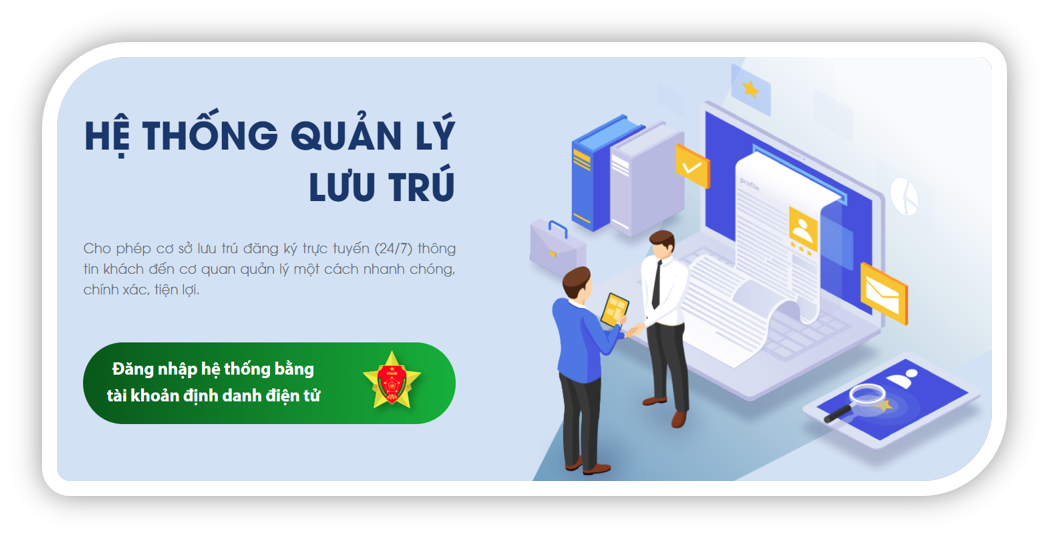 HỆ THỐNG QUẢN LÝ
LƯU TRÚ
Cho phép cơ sở lưu trú đăng ký trực tuyến (24/7) thông
tin khách đến cơ quan quản lý một cách nhanh chóng,
chính xác, tiện lợi.
Đăng nhập hệ thống bằng
tài khoản định danh điện tử
profile